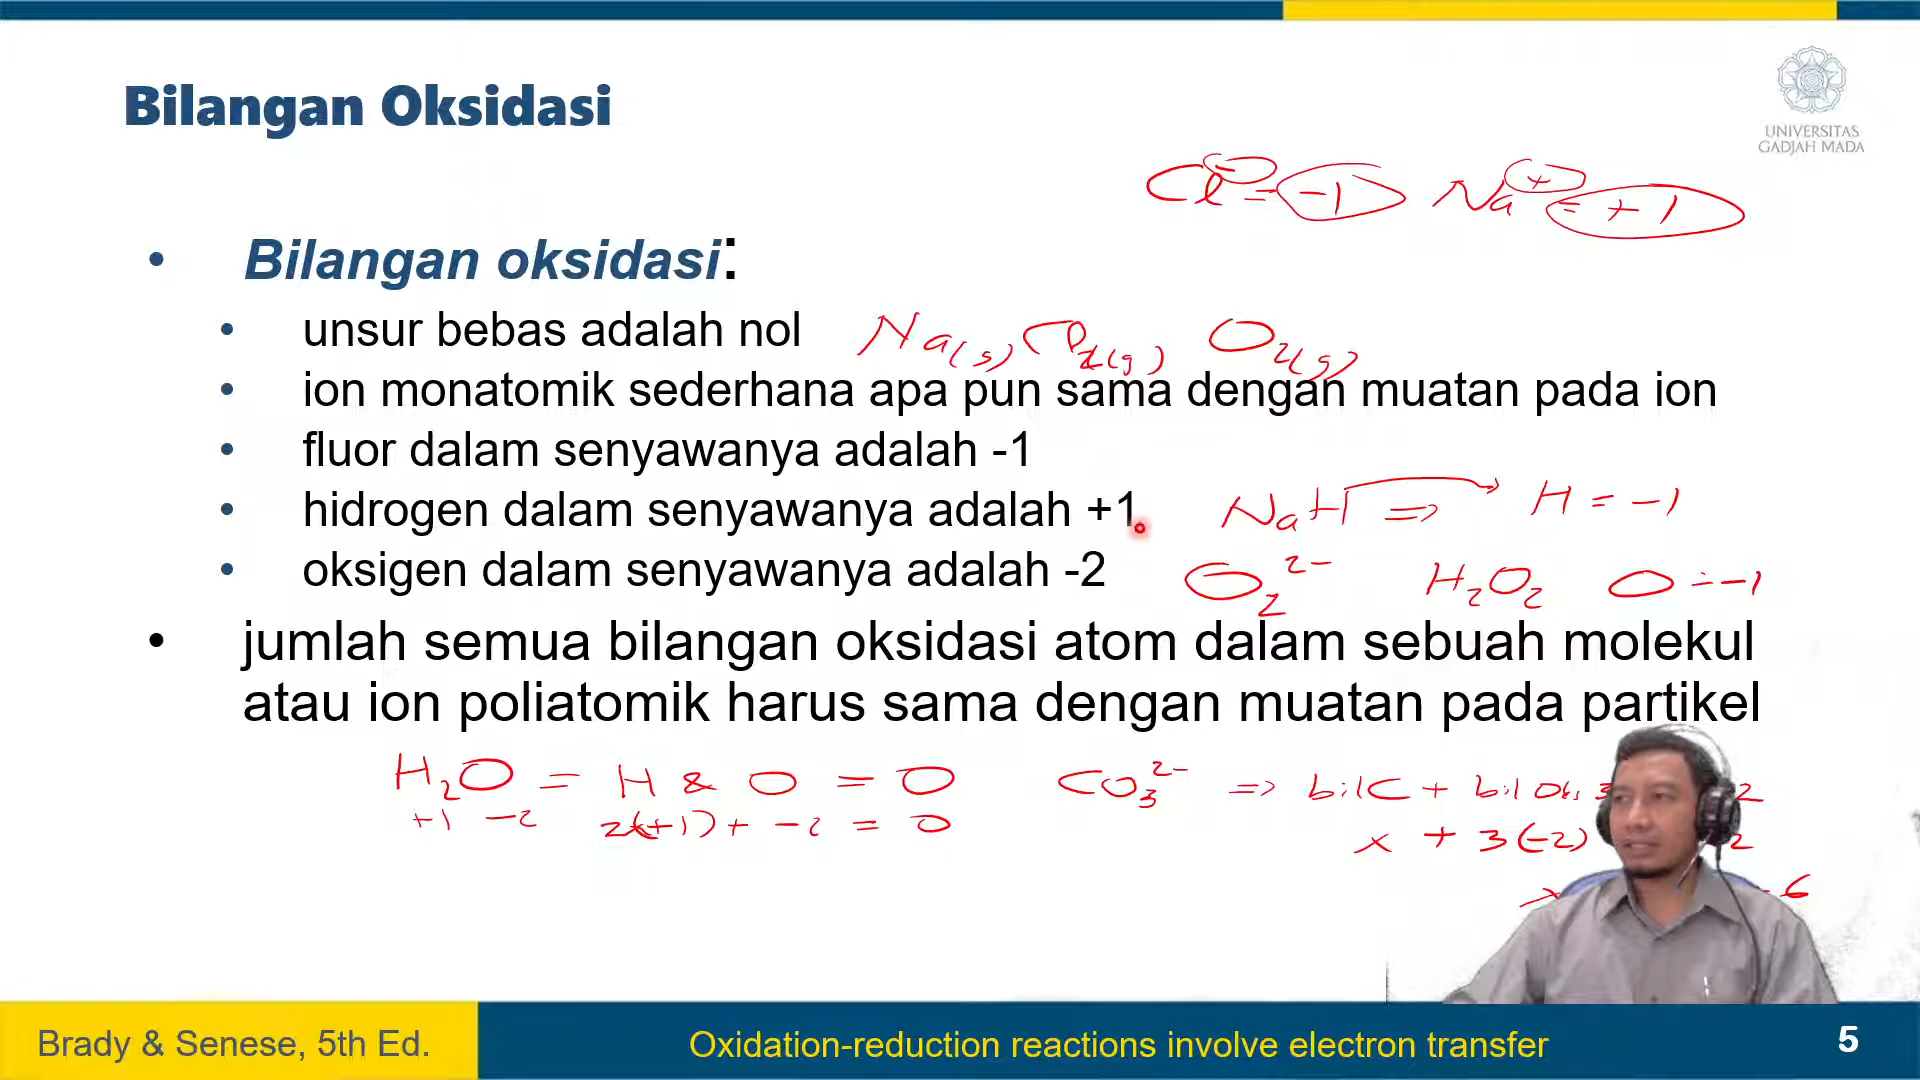 Bilangan Oksidasi
UNIVERSITAS
GADJAH MADA
Cl⁻ = -1 Na⁺ = +1
• Bilangan oksidasi:
• unsur bebas adalah nol Na(s) O₂(g)
• ion monatomik sederhana apa pun sama dengan muatan pada ion
• fluor dalam senyawanya adalah -1
• hidrogen dalam senyawanya adalah +1 NaH ⇒ H = -1
• oksigen dalam senyawanya adalah -2 O₂²⁻ H₂O₂ O = -1
• jumlah semua bilangan oksidasi atom dalam sebuah molekul
atau ion poliatomik harus sama dengan muatan pada partikel
H₂O = H & O = O CO₃²⁻ ⇒ bil C + bil 2
+1 -2 2(+1) + -2 = 0 x + 3(-2) 2
x 6
Brady & Senese, 5th Ed.
Oxidation-reduction reactions involve electron transfer
5